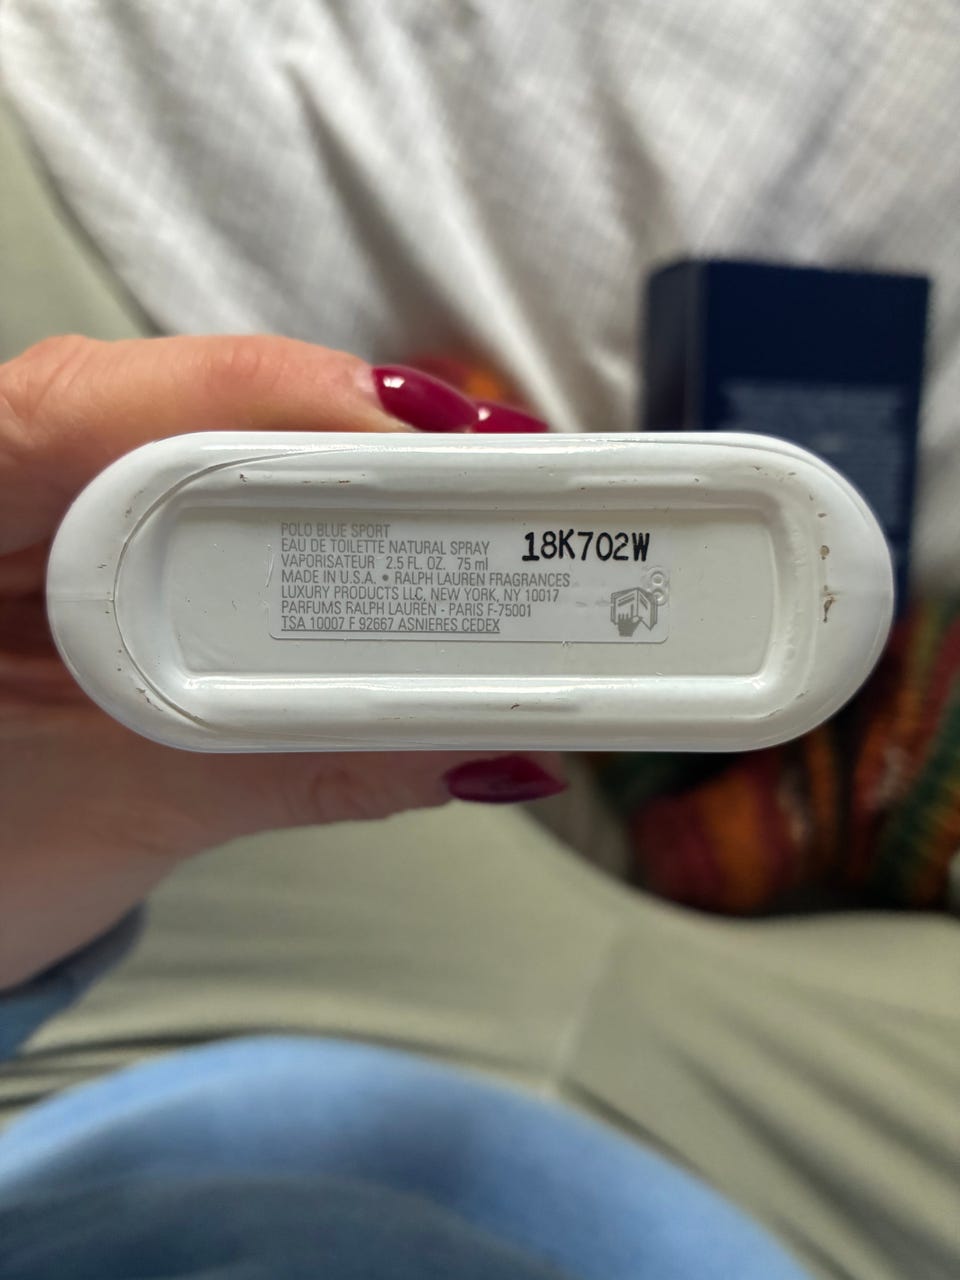 POLO BLUE SPORT
EAU DE TOILETTE NATURAL SPRAY
VAPORISATEUR 2.5 FL. OZ. 75 ml
MADE IN U.S.A. • RALPH LAUREN FRAGRANCES
LUXURY PRODUCTS LLC, NEW YORK, NY 10017
PARFUMS RALPH LAUREN - PARIS F-75001
TSA 10007 F 92667 ASNIERES CEDEX
18K702W